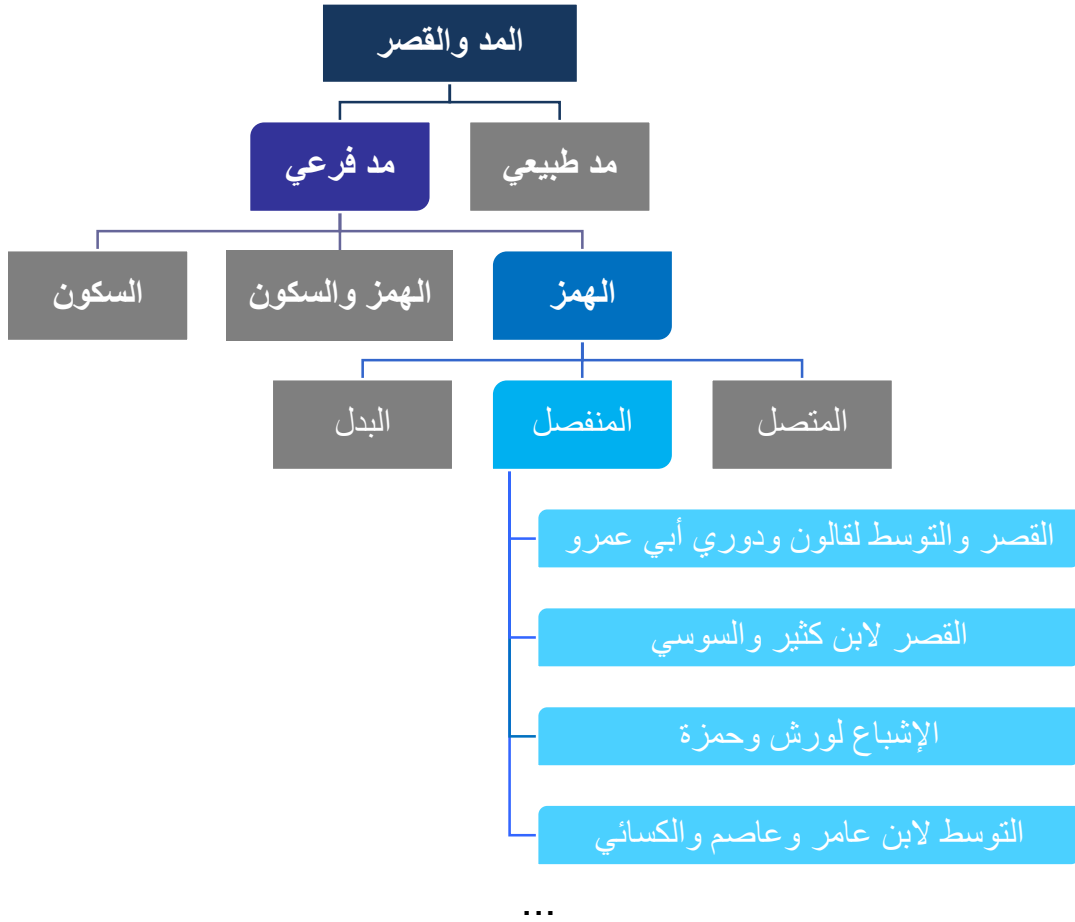 المد والقصر
مد طبيعي
مد فرعي
الهمز
الهمز والسكون
السكون
المتصل
المنفصل
البدل
القصر والتوسط لقالون ودوري أبي عمرو
القصر لابن كثير والسوسي
الإشباع لورش وحمزة
التوسط لابن عامر وعاصم والكسائي
...